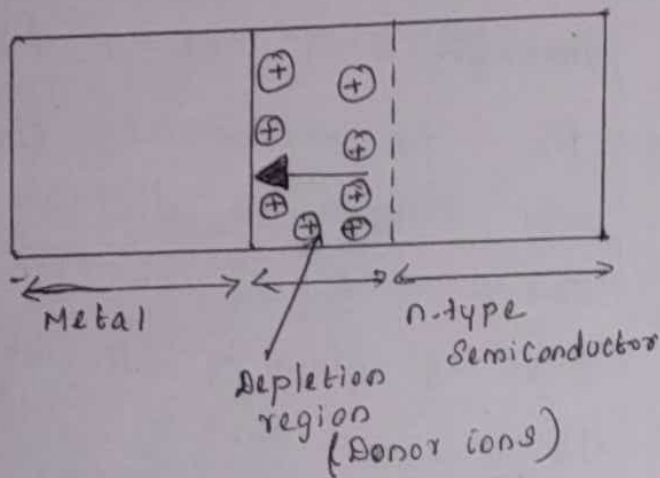 + +
+ +
+ +
+ + +
Metal
n-type
Semiconductor
Depletion
region
(Donor ions)